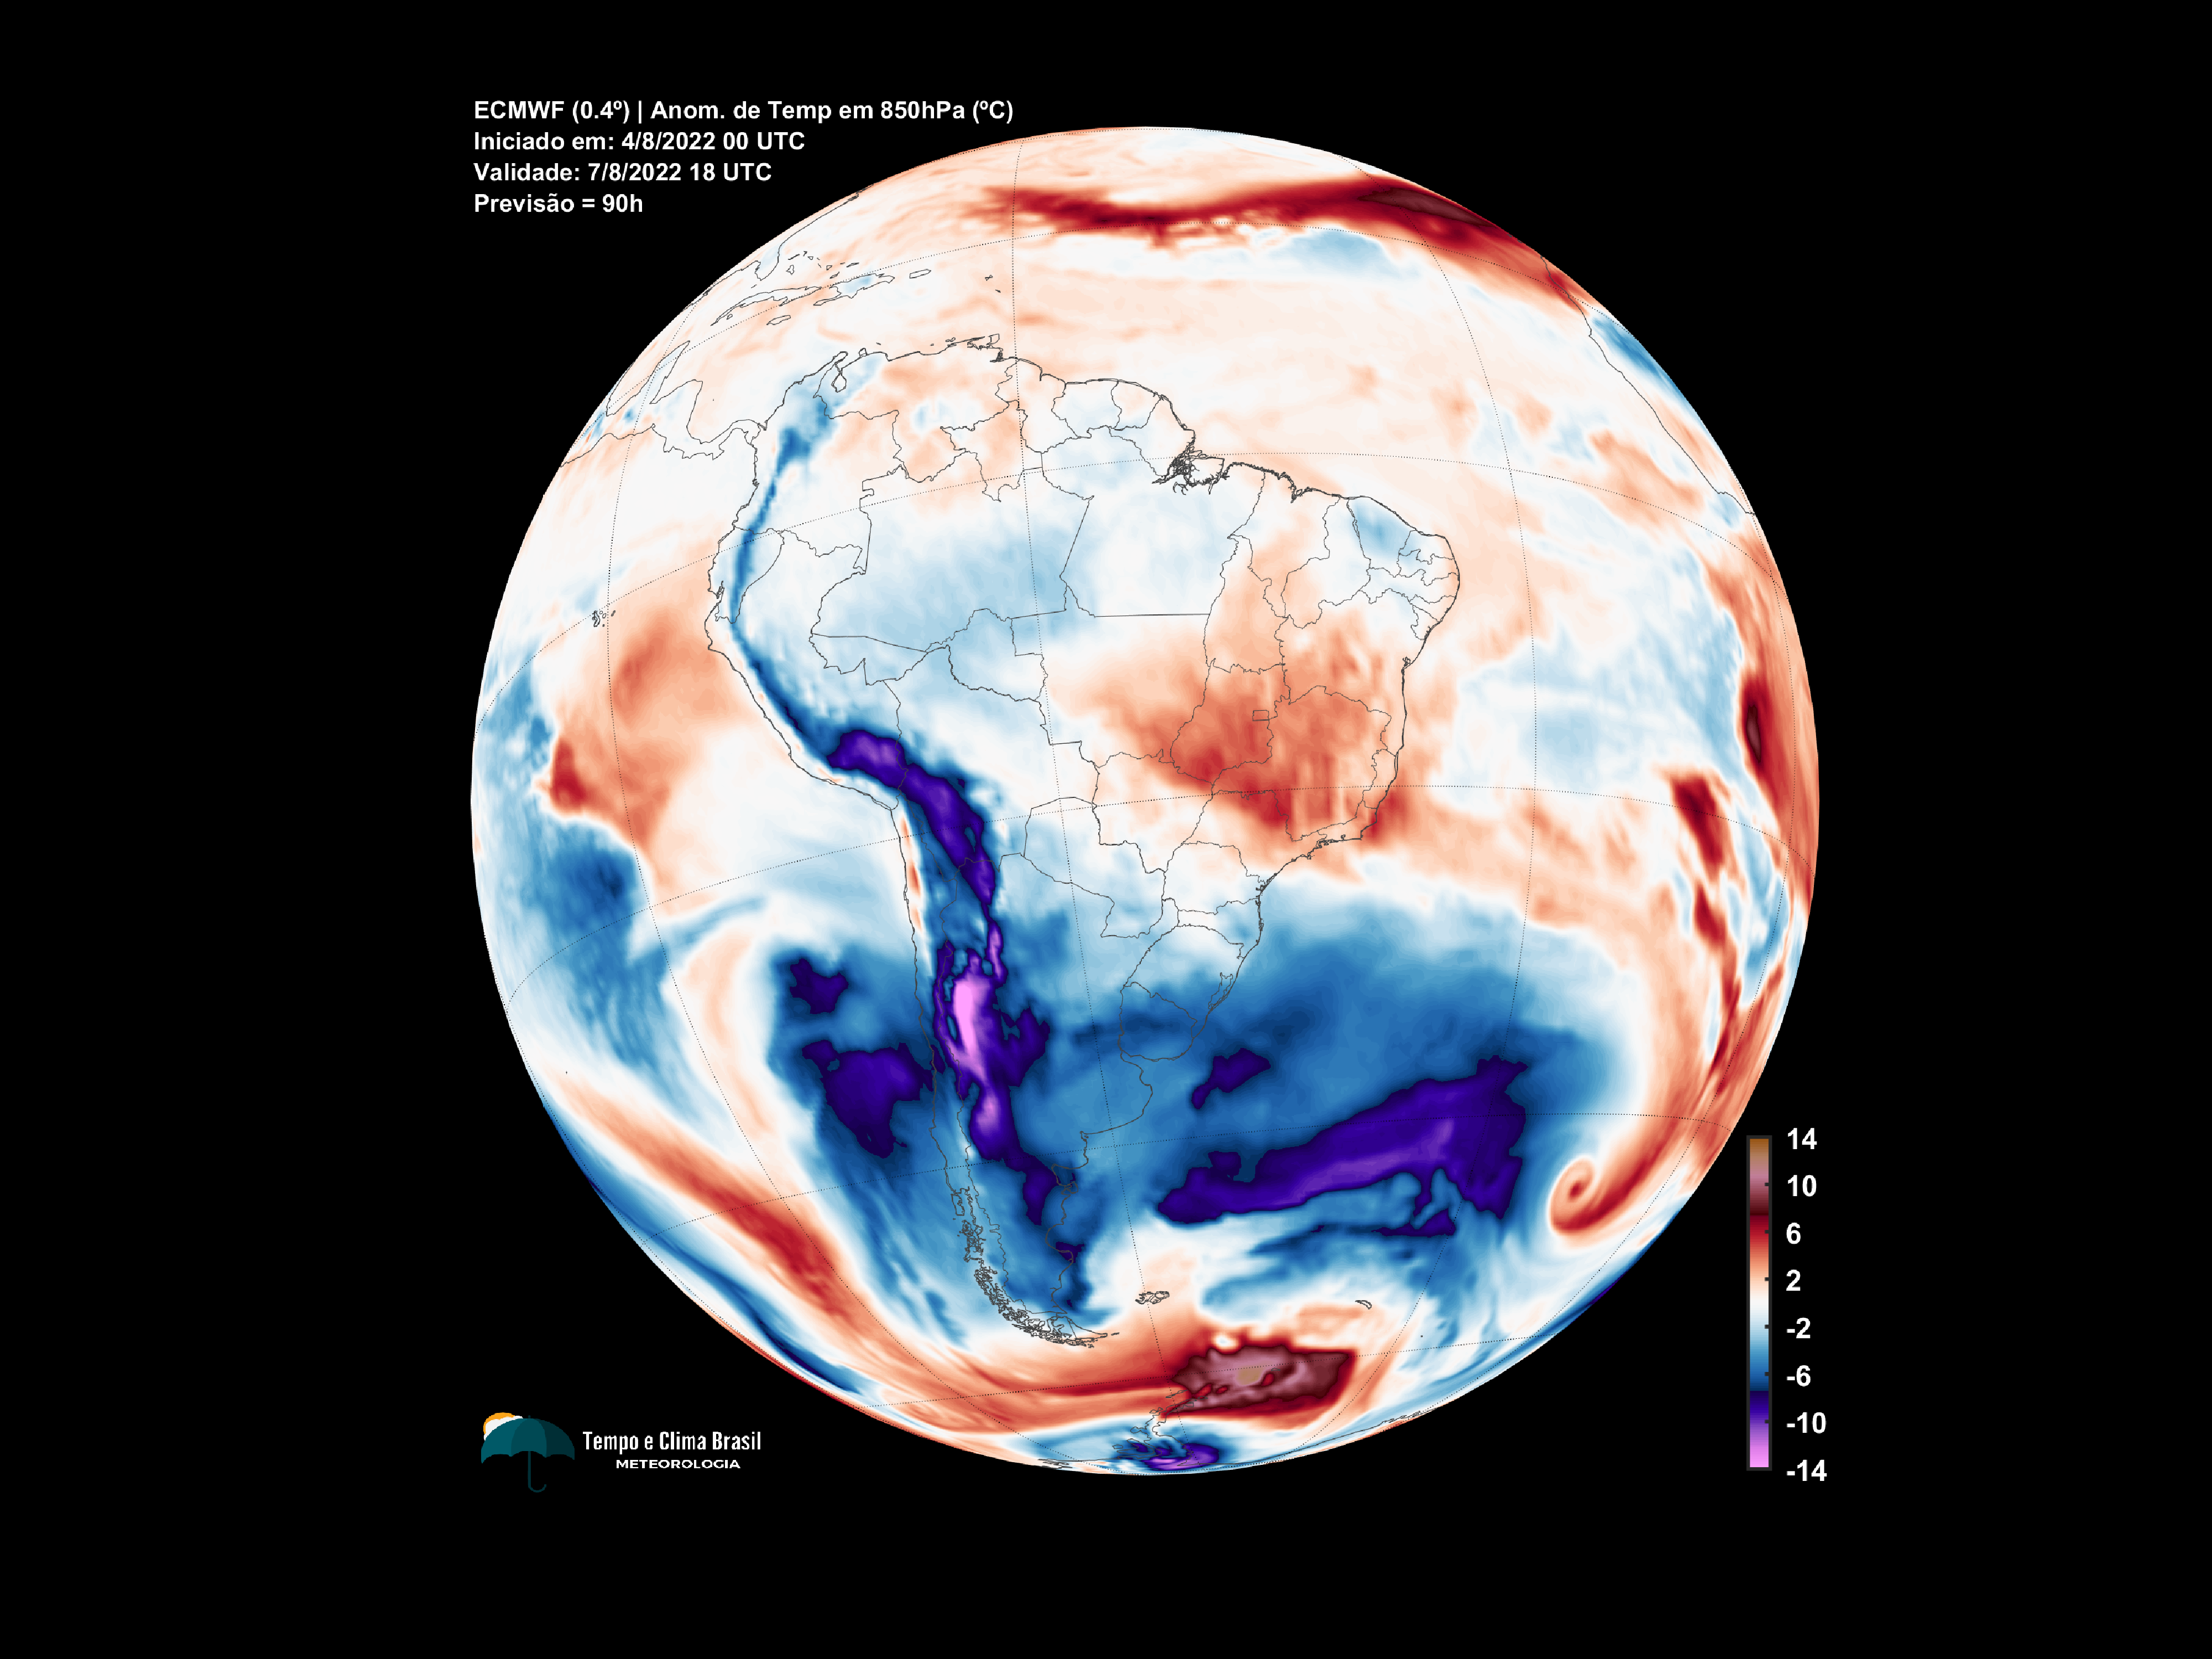 ECMWF (0.4º) | Anom. de Temp em 850hPa (ºC)
Iniciado em: 4/8/2022 00 UTC
Validade: 7/8/2022 18 UTC
Previsão = 90h
14
10
6
2
-2
-6
-10
-14
Tempo e Clima Brasil
METEOROLOGIA